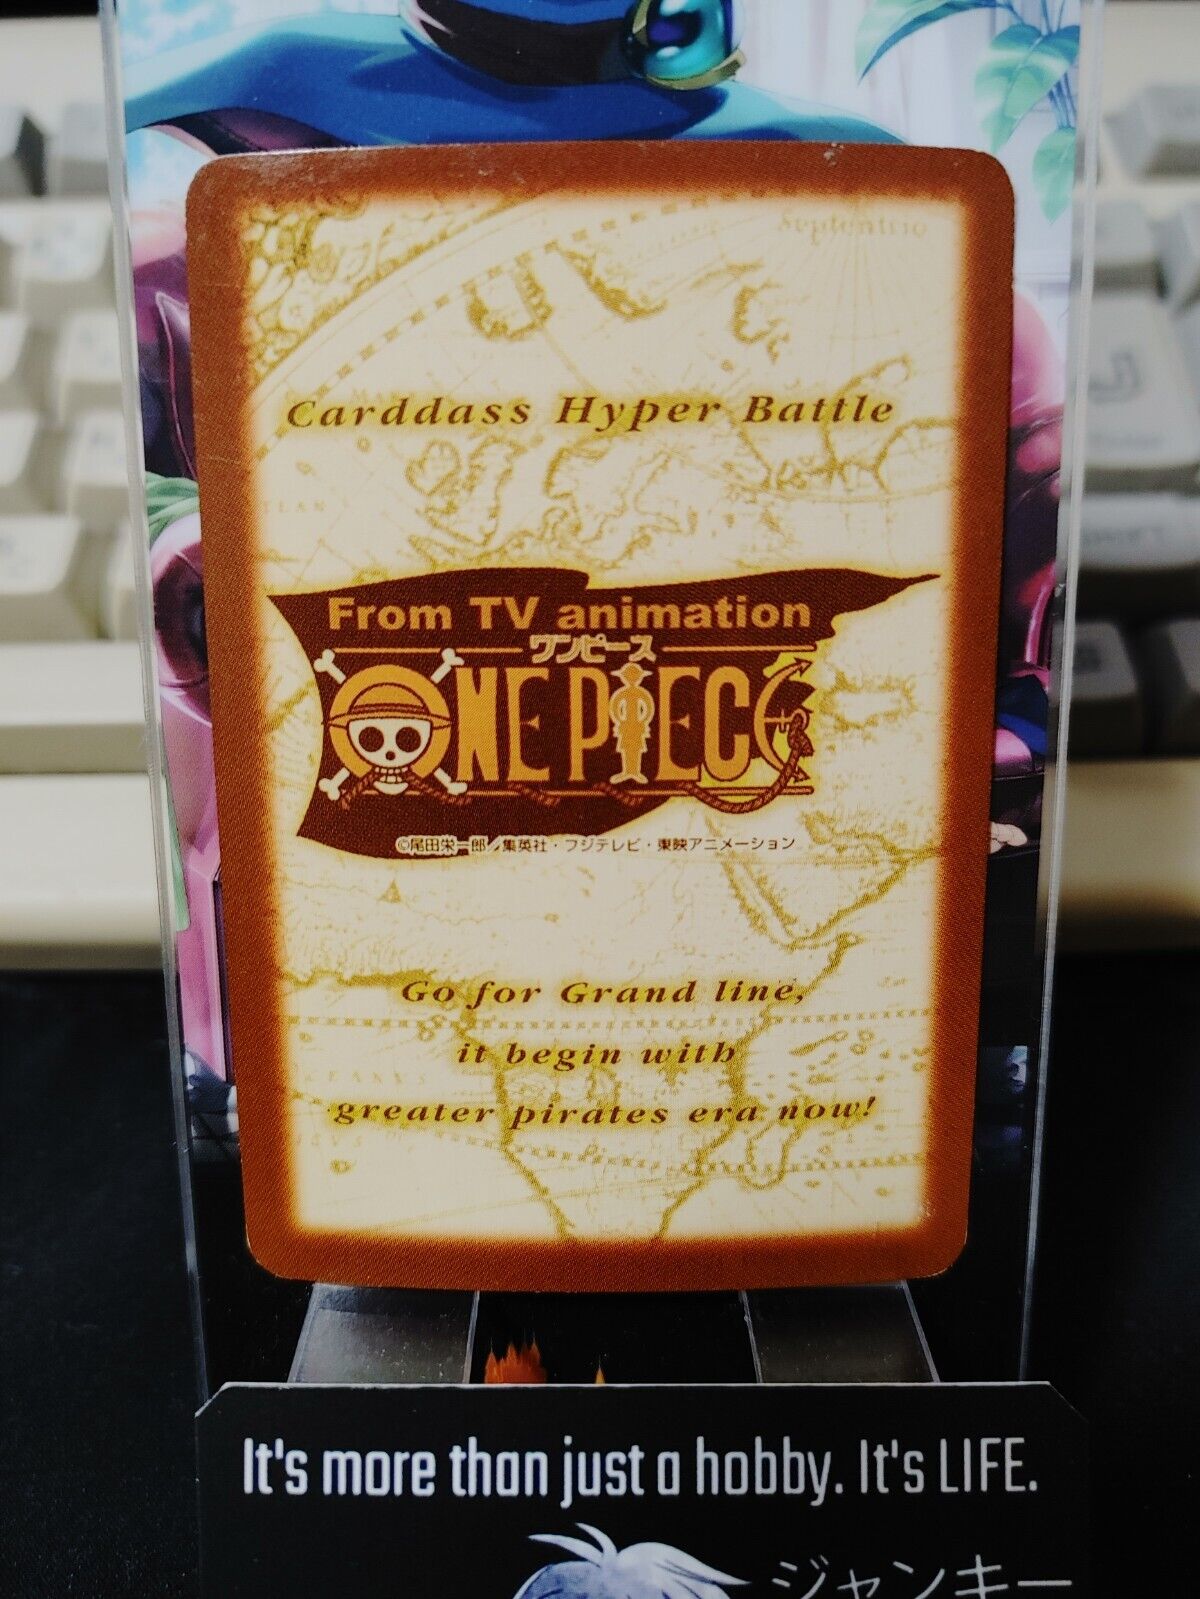 Septentrio
Carddass Hyper Battle
From TV animation
ワンピース
ONE PIECE
©尾田栄一郎／集英社・フジテレビ・東映アニメーション
Go for Grand line,
it begin with
greater pirates era now!
It's more than just a hobby. It's LIFE.
ジャンキー